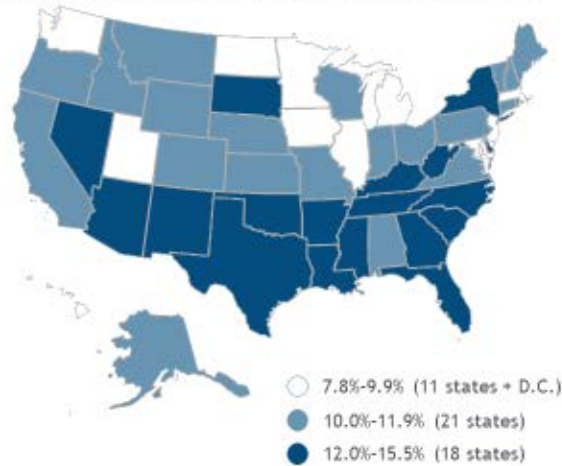 7.8%-9.9% (11 states + D.C.)
10.0%-11.9% (21 states)
12.0%-15.5% (18 states)